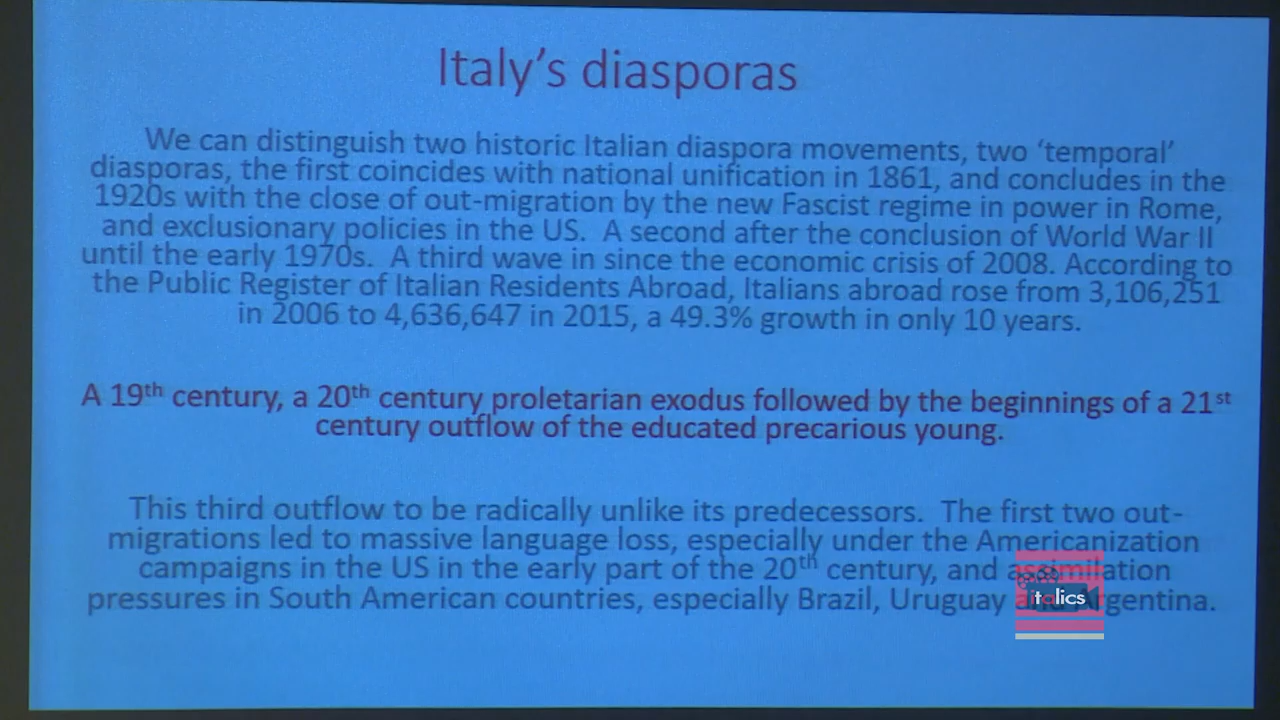 Italy's diasporas
We can distinguish two historic Italian diaspora movements, two 'temporal'
diasporas, the first coincides with national unification in 1861, and concludes in the
1920s with the close of out-migration by the new Fascist regime in power in Rome,
and exclusionary policies in the US. A second after the conclusion of World War II
until the early 1970s. A third wave in since the economic crisis of 2008. According to
the Public Register of Italian Residents Abroad, Italians abroad rose from 3,106,251
in 2006 to 4,636,647 in 2015, a 49.3% growth in only 10 years.
A 19th century, a 20th century proletarian exodus followed by the beginnings of a 21st
century outflow of the educated precarious young.
This third outflow to be radically unlike its predecessors. The first two out-
migrations led to massive language loss, especially under the Americanization
campaigns in the US in the early part of the 20th century, and assimilation
pressures in South American countries, especially Brazil, Uruguay and Argentina.
italics